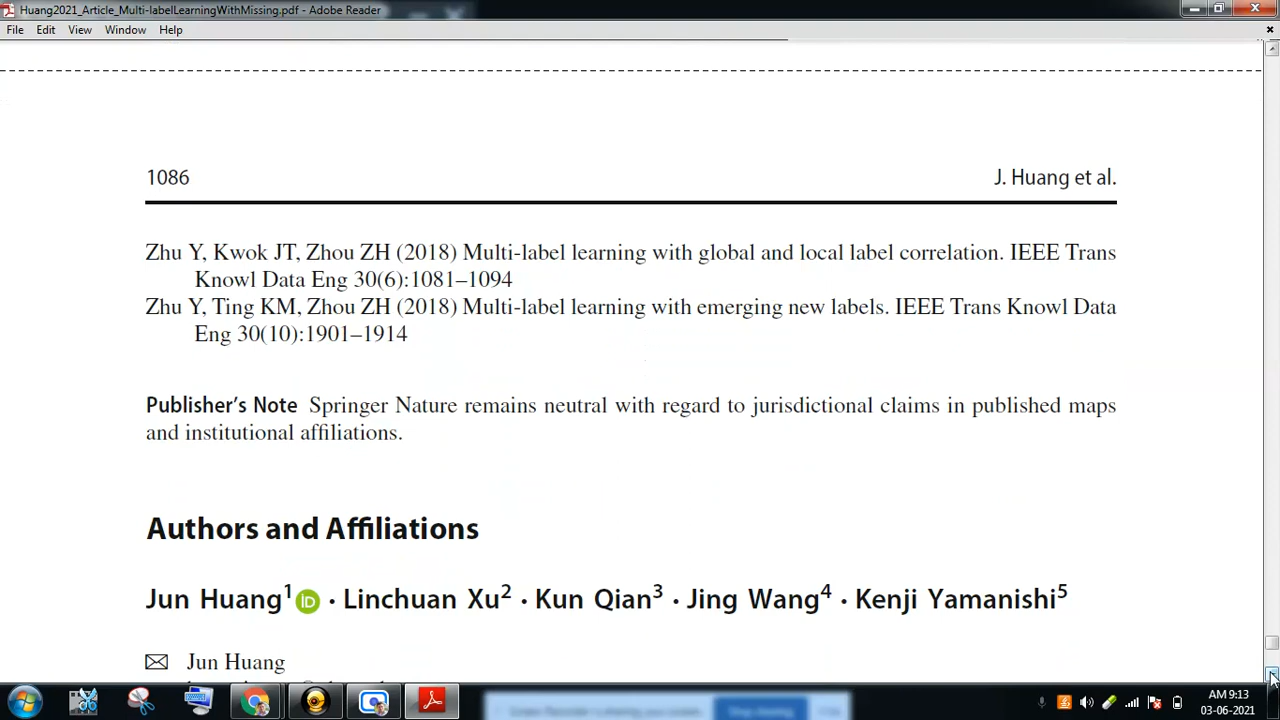 Huang2021_Article_Multi-labelLearningWithMissing.pdf - Adobe Reader
File Edit View Window Help
1086 J. Huang et al.
Zhu Y, Kwok JT, Zhou ZH (2018) Multi-label learning with global and local label correlation. IEEE Trans
Knowl Data Eng 30(6):1081–1094
Zhu Y, Ting KM, Zhou ZH (2018) Multi-label learning with emerging new labels. IEEE Trans Knowl Data
Eng 30(10):1901–1914
Publisher's Note Springer Nature remains neutral with regard to jurisdictional claims in published maps
and institutional affiliations.
Authors and Affiliations
Jun Huang1 iD · Linchuan Xu2 · Kun Qian3 · Jing Wang4 · Kenji Yamanishi5
Jun Huang
AM 9:13
03-06-2021